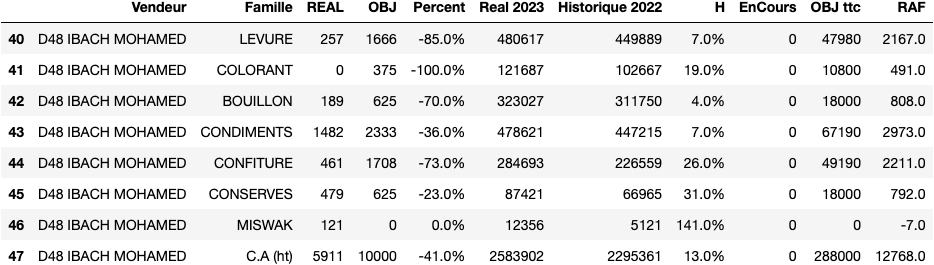 Vendeur Famille REAL OBJ Percent Real 2023 Historique 2022 H EnCours OBJ ttc RAF
40 D48 IBACH MOHAMED LEVURE 257 1666 -85.0% 480617 449889 7.0% 0 47980 2167.0
41 D48 IBACH MOHAMED COLORANT 0 375 -100.0% 121687 102667 19.0% 0 10800 491.0
42 D48 IBACH MOHAMED BOUILLON 189 625 -70.0% 323027 311750 4.0% 0 18000 808.0
43 D48 IBACH MOHAMED CONDIMENTS 1482 2333 -36.0% 478621 447215 7.0% 0 67190 2973.0
44 D48 IBACH MOHAMED CONFITURE 461 1708 -73.0% 284693 226559 26.0% 0 49190 2211.0
45 D48 IBACH MOHAMED CONSERVES 479 625 -23.0% 87421 66965 31.0% 0 18000 792.0
46 D48 IBACH MOHAMED MISWAK 121 0 0.0% 12356 5121 141.0% 0 0 -7.0
47 D48 IBACH MOHAMED C.A (ht) 5911 10000 -41.0% 2583902 2295361 13.0% 0 288000 12768.0